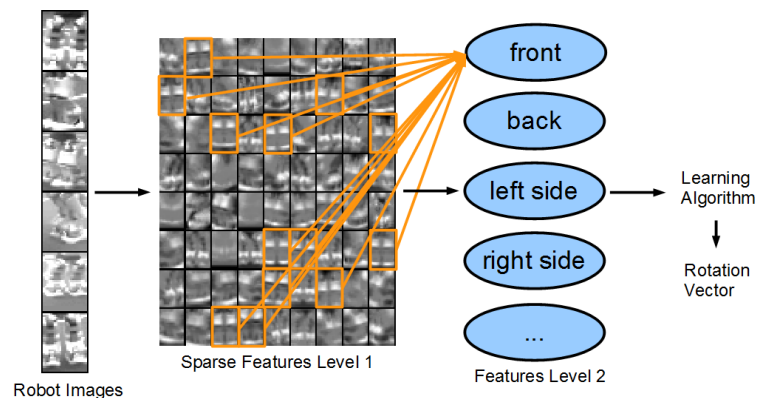 front
back
left side
right side
...
Learning
Algorithm
Rotation
Vector
Sparse Features Level 1
Features Level 2
Robot Images